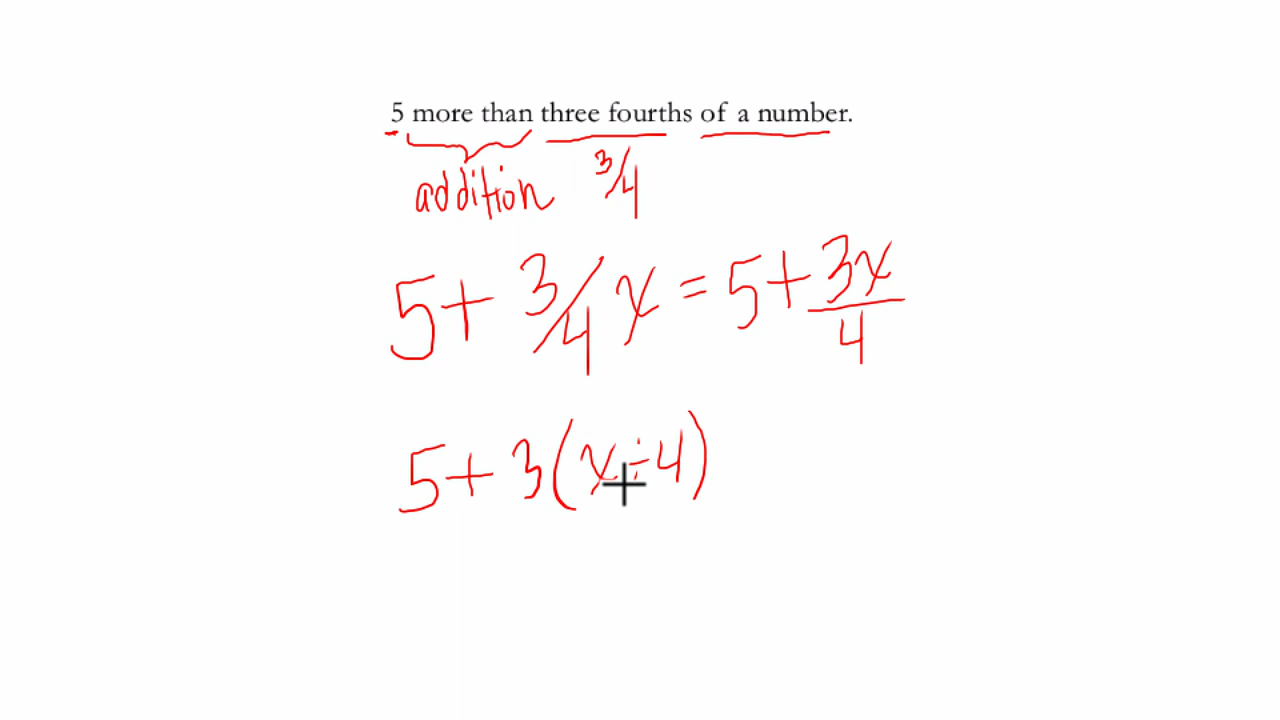 5 more than three fourths of a number.
addition 3/4
5 + 3/4 x = 5 + 3x/4
5 + 3(x ÷ 4)